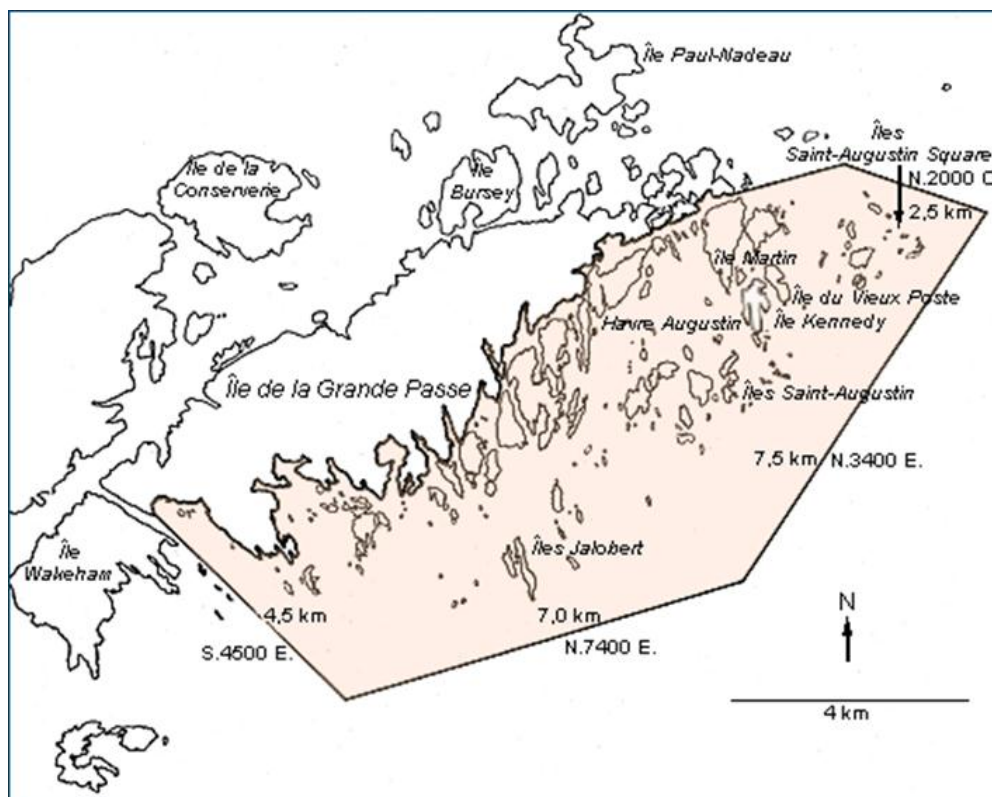 Île Paul-Nadeau
Îles
Saint-Augustin Square
N.2000 O
2,5 km
Île de la
Conserverie
Île
Bursey
Île Martin
Île du Vieux Poste
Havre Augustin
Île Kennedy
Île de la Grande Passe
Îles Saint-Augustin
7,5 km
N.3400 E.
Îles Jalobert
Île
Wakeham
4,5 km
7,0 km
S.4500 E.
N.7400 E.
N
4 km